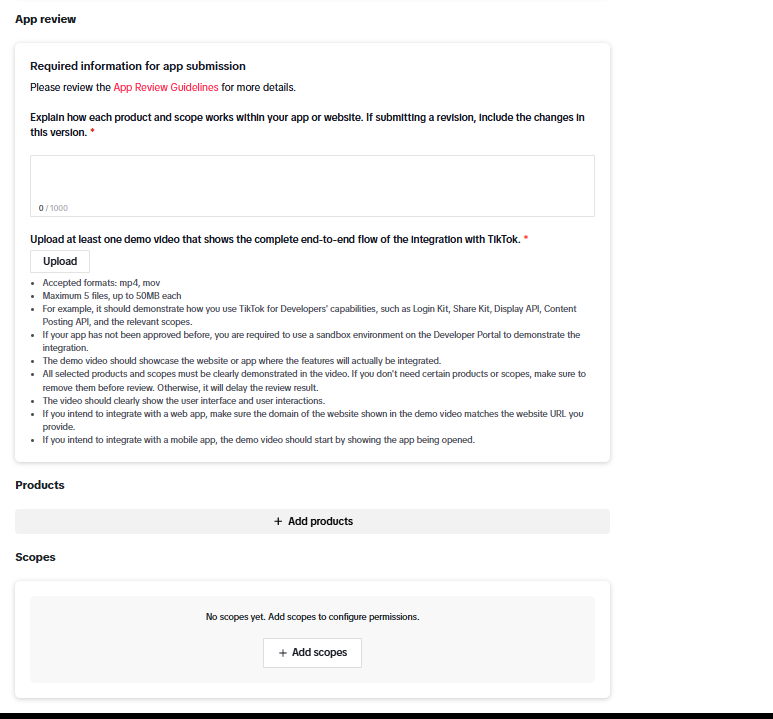 App review
Required information for app submission
Please review the App Review Guidelines for more details.
Explain how each product and scope works within your app or website. If submitting a revision, include the changes in
this version. *
0 / 1000
Upload at least one demo video that shows the complete end-to-end flow of the integration with TikTok. *
Upload
• Accepted formats: mp4, mov
• Maximum 5 files, up to 50MB each
• For example, it should demonstrate how you use TikTok for Developers' capabilities, such as Login Kit, Share Kit, Display API, Content
Posting API, and the relevant scopes.
• If your app has not been approved before, you are required to use a sandbox environment on the Developer Portal to demonstrate the
integration.
• The demo video should showcase the website or app where the features will actually be integrated.
• All selected products and scopes must be clearly demonstrated in the video. If you don't need certain products or scopes, make sure to
remove them before review. Otherwise, it will delay the review result.
• The video should clearly show the user interface and user interactions.
• If you intend to integrate with a web app, make sure the domain of the website shown in the demo video matches the website URL you
provide.
• If you intend to integrate with a mobile app, the demo video should start by showing the app being opened.
Products
+ Add products
Scopes
No scopes yet. Add scopes to configure permissions.
+ Add scopes